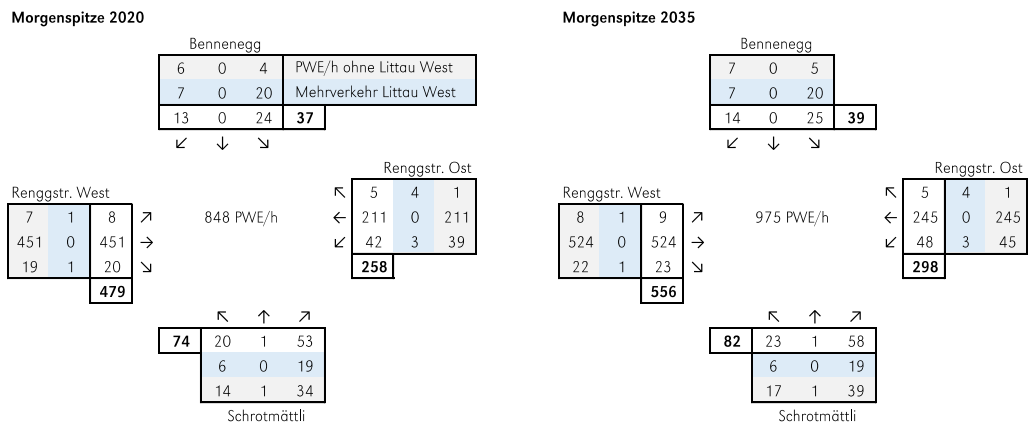 Morgenspitze 2020
Bennenegg
6 0 4 PWE/h ohne Littau West
7 0 20 Mehrverkehr Littau West
13 0 24 37
↙ ↓ ↘
Renggstr. West
7 1 8 ↗
451 0 451 →
19 1 20 ↘
479
848 PWE/h
Renggstr. Ost
↖ 5 4 1
← 211 0 211
↙ 42 3 39
258
↖ ↑ ↗
74 20 1 53
6 0 19
14 1 34
Schrotmättli
Morgenspitze 2035
Bennenegg
7 0 5
7 0 20
14 0 25 39
↙ ↓ ↘
Renggstr. West
8 1 9 ↗
524 0 524 →
22 1 23 ↘
556
975 PWE/h
Renggstr. Ost
↖ 5 4 1
← 245 0 245
↙ 48 3 45
298
↖ ↑ ↗
82 23 1 58
6 0 19
17 1 39
Schrotmättli